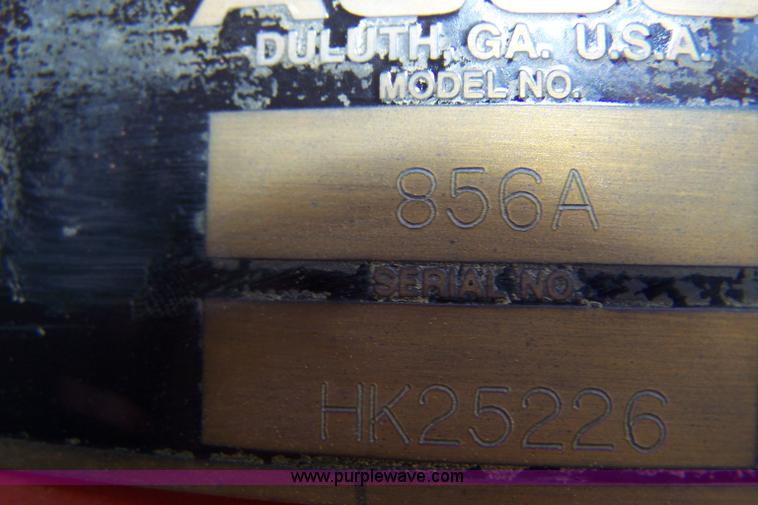 DULUTH, GA. U.S.A.
MODEL NO.
856A
SERIAL NO.
HK25226
www.purplewave.com